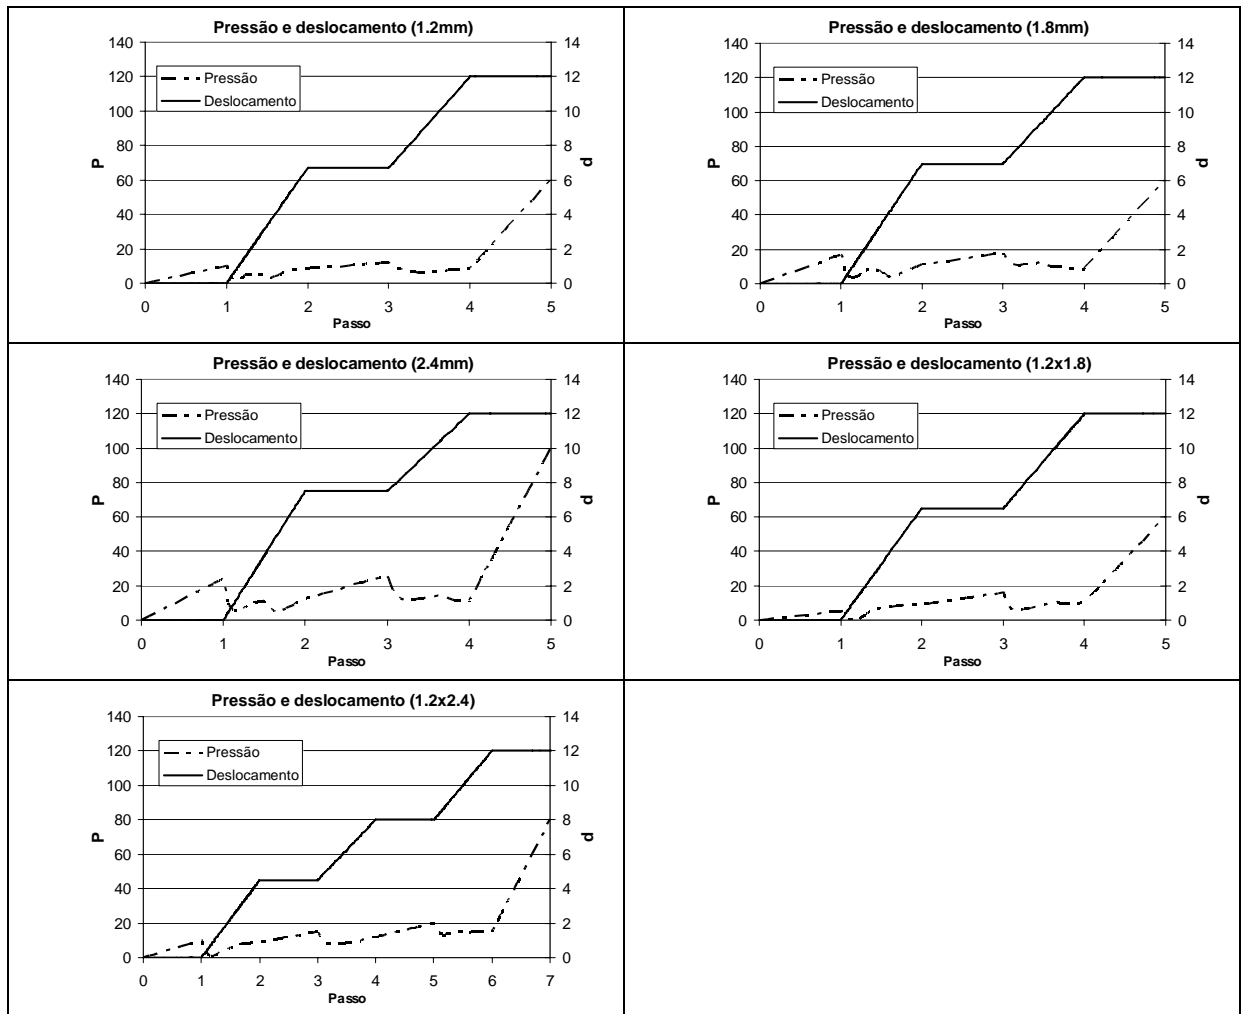 Pressão e deslocamento (1.2mm)
140 14
Pressão
120 12
Deslocamento
100 10
80 8
P d
60 6
40 4
20 2
0 0
0 1 2 3 4 5
Passo
Pressão e deslocamento (1.8mm)
140 14
Pressão
120 12
Deslocamento
100 10
80 8
P d
60 6
40 4
20 2
0 0
0 1 2 3 4 5
Passo
Pressão e deslocamento (2.4mm)
140 14
Pressão
120 12
Deslocamento
100 10
80 8
P d
60 6
40 4
20 2
0 0
0 1 2 3 4 5
Passo
Pressão e deslocamento (1.2x1.8)
140 14
Pressão
120 12
Deslocamento
100 10
80 8
P d
60 6
40 4
20 2
0 0
0 1 2 3 4 5
Passo
Pressão e deslocamento (1.2x2.4)
140 14
Pressão
120 12
Deslocamento
100 10
80 8
P d
60 6
40 4
20 2
0 0
0 1 2 3 4 5 6 7
Passo